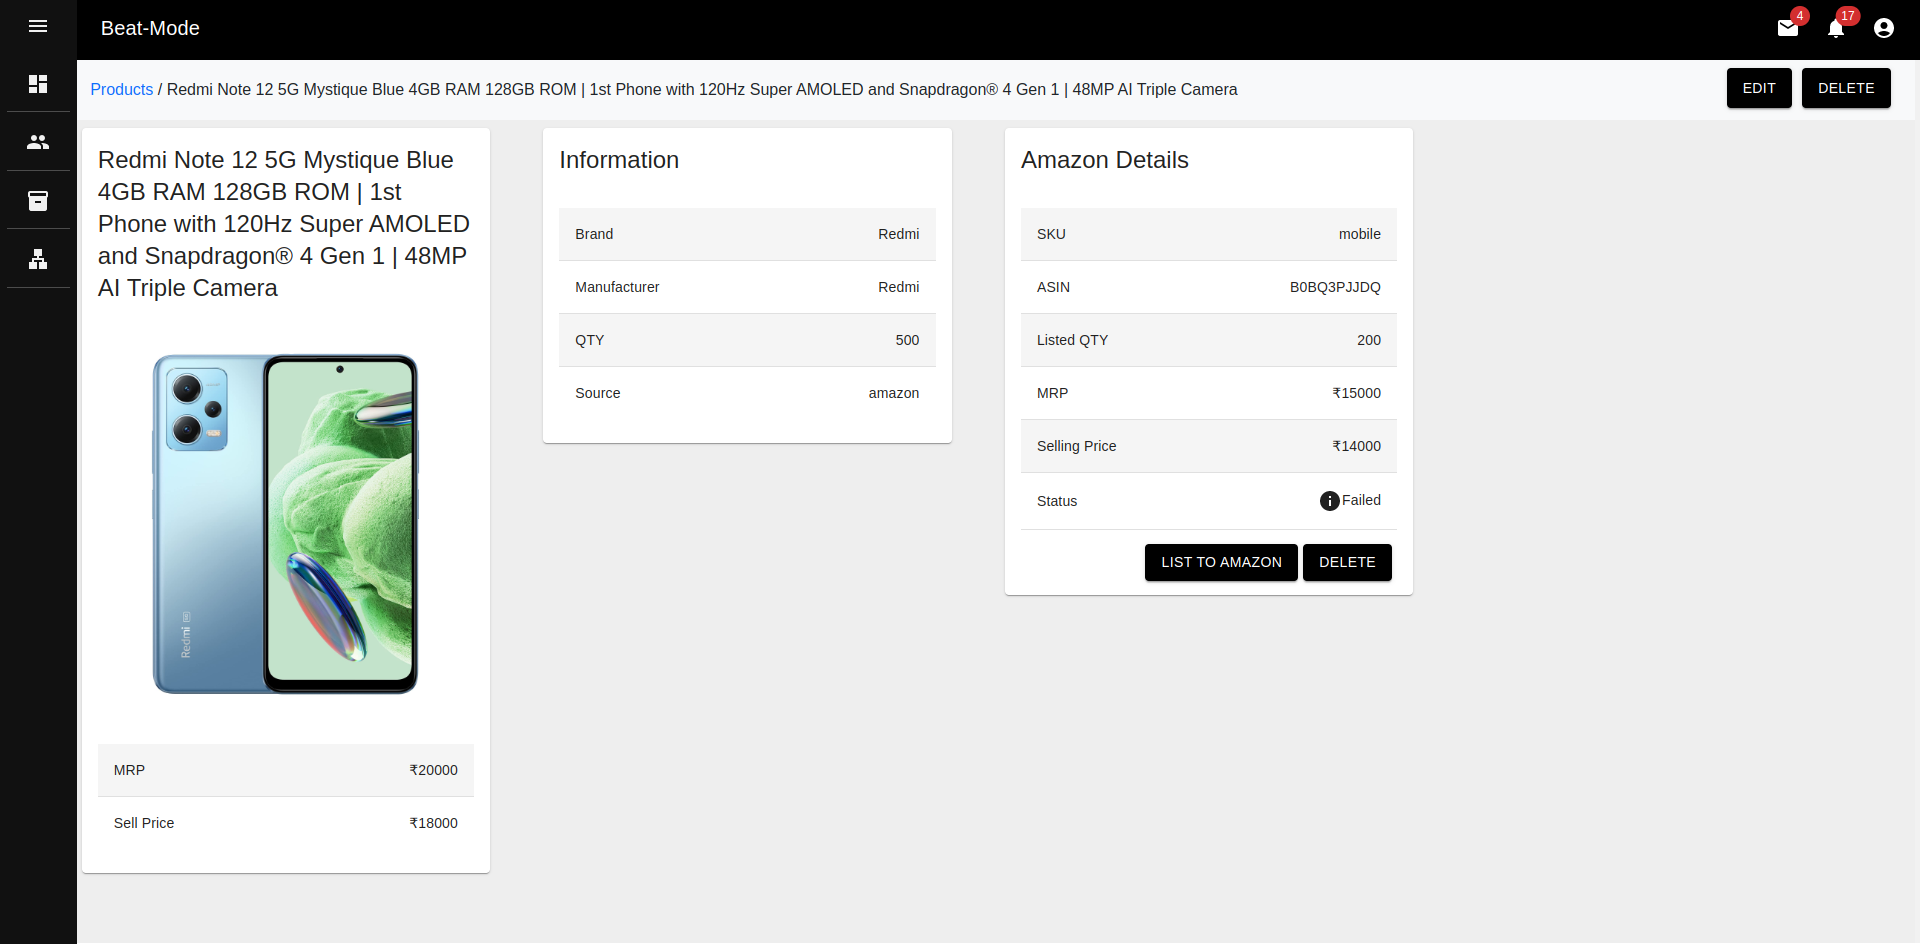 Beat-Mode
4
17
Products / Redmi Note 12 5G Mystique Blue 4GB RAM 128GB ROM | 1st Phone with 120Hz Super AMOLED and Snapdragon® 4 Gen 1 | 48MP AI Triple Camera
EDIT
DELETE
Redmi Note 12 5G Mystique Blue
4GB RAM 128GB ROM | 1st
Phone with 120Hz Super AMOLED
and Snapdragon® 4 Gen 1 | 48MP
AI Triple Camera
Redmi
MRP ₹20000
Sell Price ₹18000
Information
Brand Redmi
Manufacturer Redmi
QTY 500
Source amazon
Amazon Details
SKU mobile
ASIN B0BQ3PJJDQ
Listed QTY 200
MRP ₹15000
Selling Price ₹14000
Status Failed
LIST TO AMAZON
DELETE